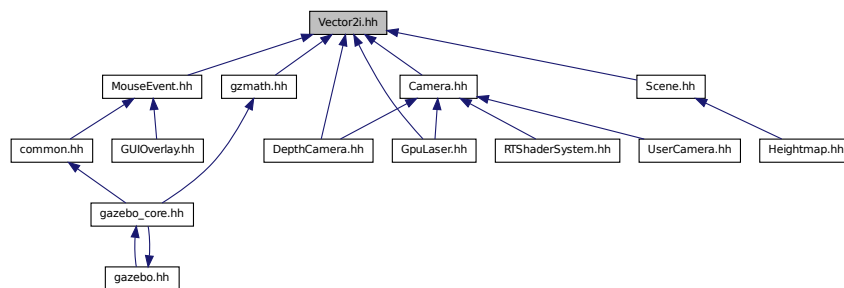 Vector2i.hh
MouseEvent.hh
gzmath.hh
Camera.hh
Scene.hh
common.hh
GUIOverlay.hh
DepthCamera.hh
GpuLaser.hh
RTShaderSystem.hh
UserCamera.hh
Heightmap.hh
gazebo_core.hh
gazebo.hh